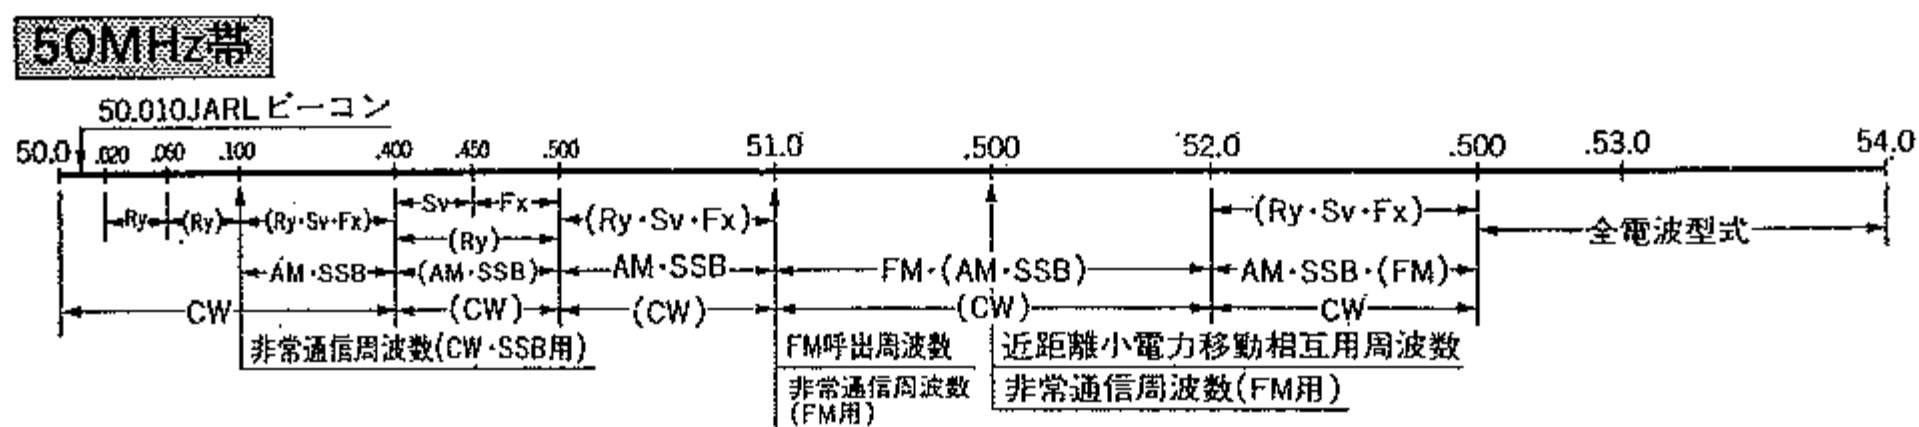 50MHz帯
50.010JARLビーコン
50.0 .020 .060 .100 .400 .450 .500 51.0 .500 52.0 .500 .53.0 54.0
Ry (Ry) (Ry・Sv・Fx) Sv Fx (Ry・Sv・Fx) (Ry・Sv・Fx) 全電波型式
(Ry)
AM・SSB (AM・SSB) AM・SSB FM・(AM・SSB) AM・SSB・(FM)
CW (CW) (CW) (CW) CW
非常通信周波数(CW・SSB用) FM呼出周波数 近距離小電力移動相互用周波数
非常通信周波数 非常通信周波数(FM用)
(FM用)